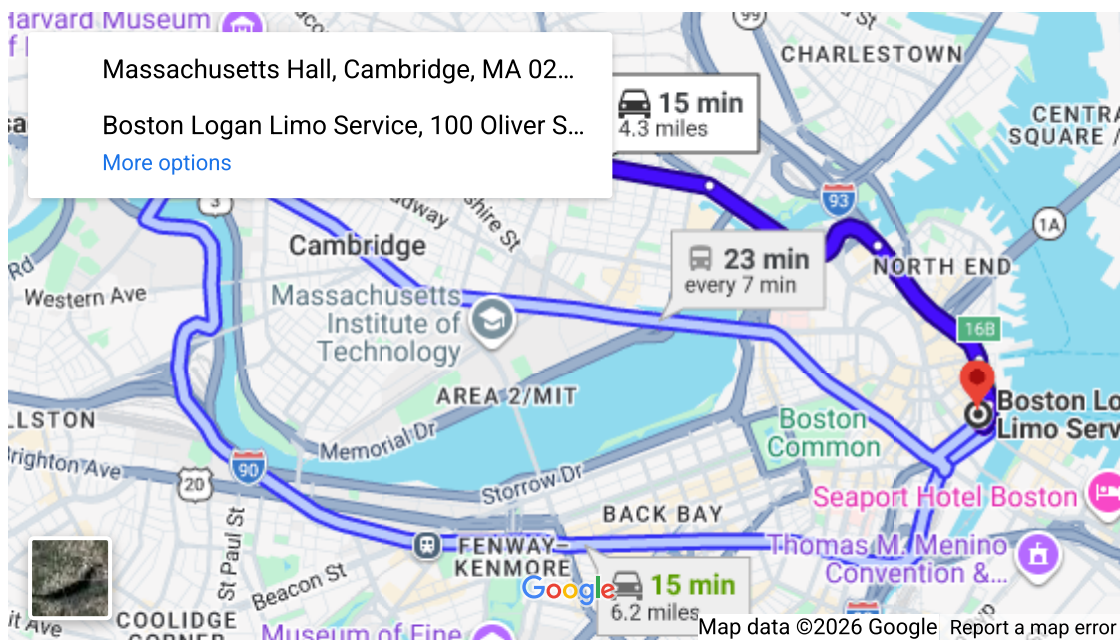 Harvard Museum
99
CHARLESTOWN
Massachusetts Hall, Cambridge, MA 02...
Boston Logan Limo Service, 100 Oliver S...
More options
15 min
4.3 miles
CENTRA
SQUARE /
93
1A
3
Cambridge
23 min
every 7 min
NORTH END
Rd
Western Ave
Massachusetts
Institute of
Technology
16B
AREA 2/MIT
Boston Lo
Limo Serv
LLSTON
Memorial Dr
Boston
Common
Brighton Ave
90
20
Storrow Dr
Seaport Hotel Boston
BACK BAY
St Paul St
FENWAY–
KENMORE
Thomas M. Menino
Convention &...
Beacon St
Google
15 min
6.2 miles
COOLIDGE
CORNER
Museum of Fine
Map data ©2026 Google
Report a map error